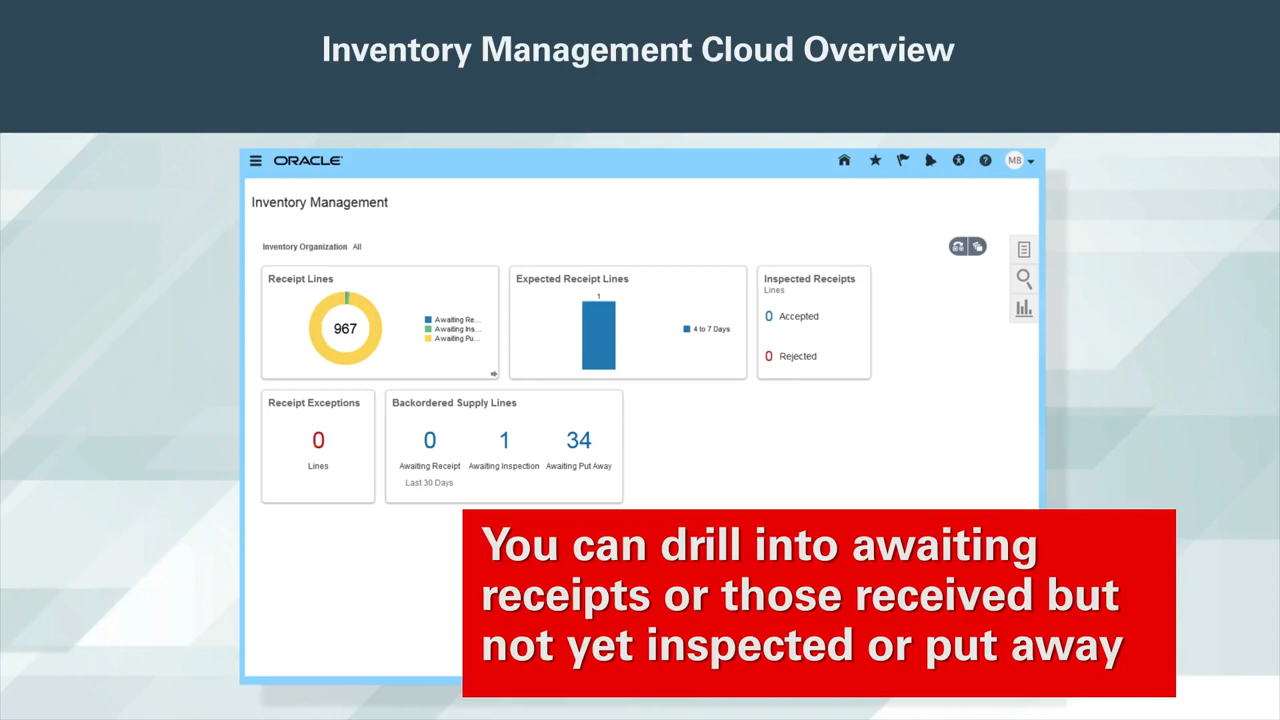 Inventory Management Cloud Overview
ORACLE
MB
Inventory Management
Inventory Organization All
Receipt Lines
967
Awaiting Re...
Awaiting Ins...
Awaiting Pu...
Expected Receipt Lines
1
4 to 7 Days
Inspected Receipts
Lines
0 Accepted
0 Rejected
Receipt Exceptions
0
Lines
Backordered Supply Lines
0 1 34
Awaiting Receipt Awaiting Inspection Awaiting Put Away
Last 30 Days
You can drill into awaiting
receipts or those received but
not yet inspected or put away